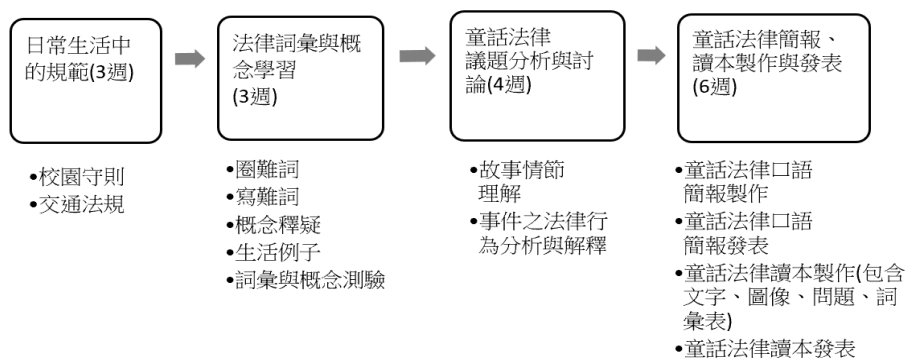 日常生活中
的規範(3週)
法律詞彙與概
念學習
(3週)
童話法律
議題分析與討
論(4週)
童話法律簡報、
讀本製作與發表
(6週)
•校園守則
•交通法規
•圈難詞
•寫難詞
•概念釋疑
•生活例子
•詞彙與概念測驗
•故事情節
理解
•事件之法律行
為分析與解釋
•童話法律口語
簡報製作
•童話法律口語
簡報發表
•童話法律讀本製作(包含
文字、圖像、問題、詞
彙表)
•童話法律讀本發表